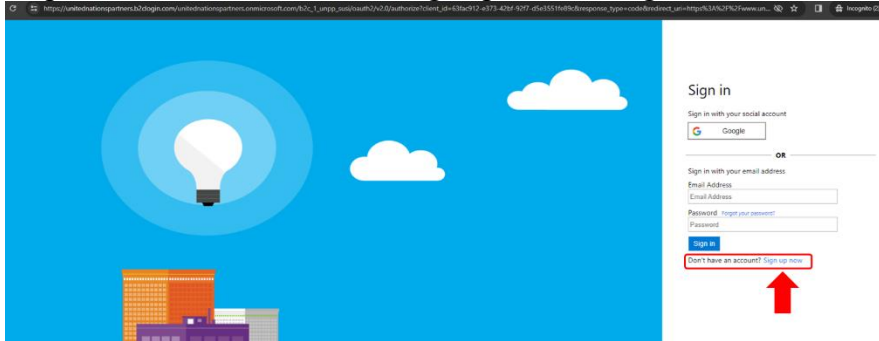 https://unitednationspartners.b2clogin.com/unitednationspartners.onmicrosoft.com/b2c_1_unpp_susi/oauth2/v2.0/authorize?client_id=63fac912-e373-42bf-92f7-d5e3551fe89c&response_type=code&redirect_uri=https%3A%2F%2Fwww.un...
Incognito
Sign in
Sign in with your social account
Google
OR
Sign in with your email address
Email Address
Email Address
Password Forgot your password?
Password
Sign in
Don't have an account? Sign up now